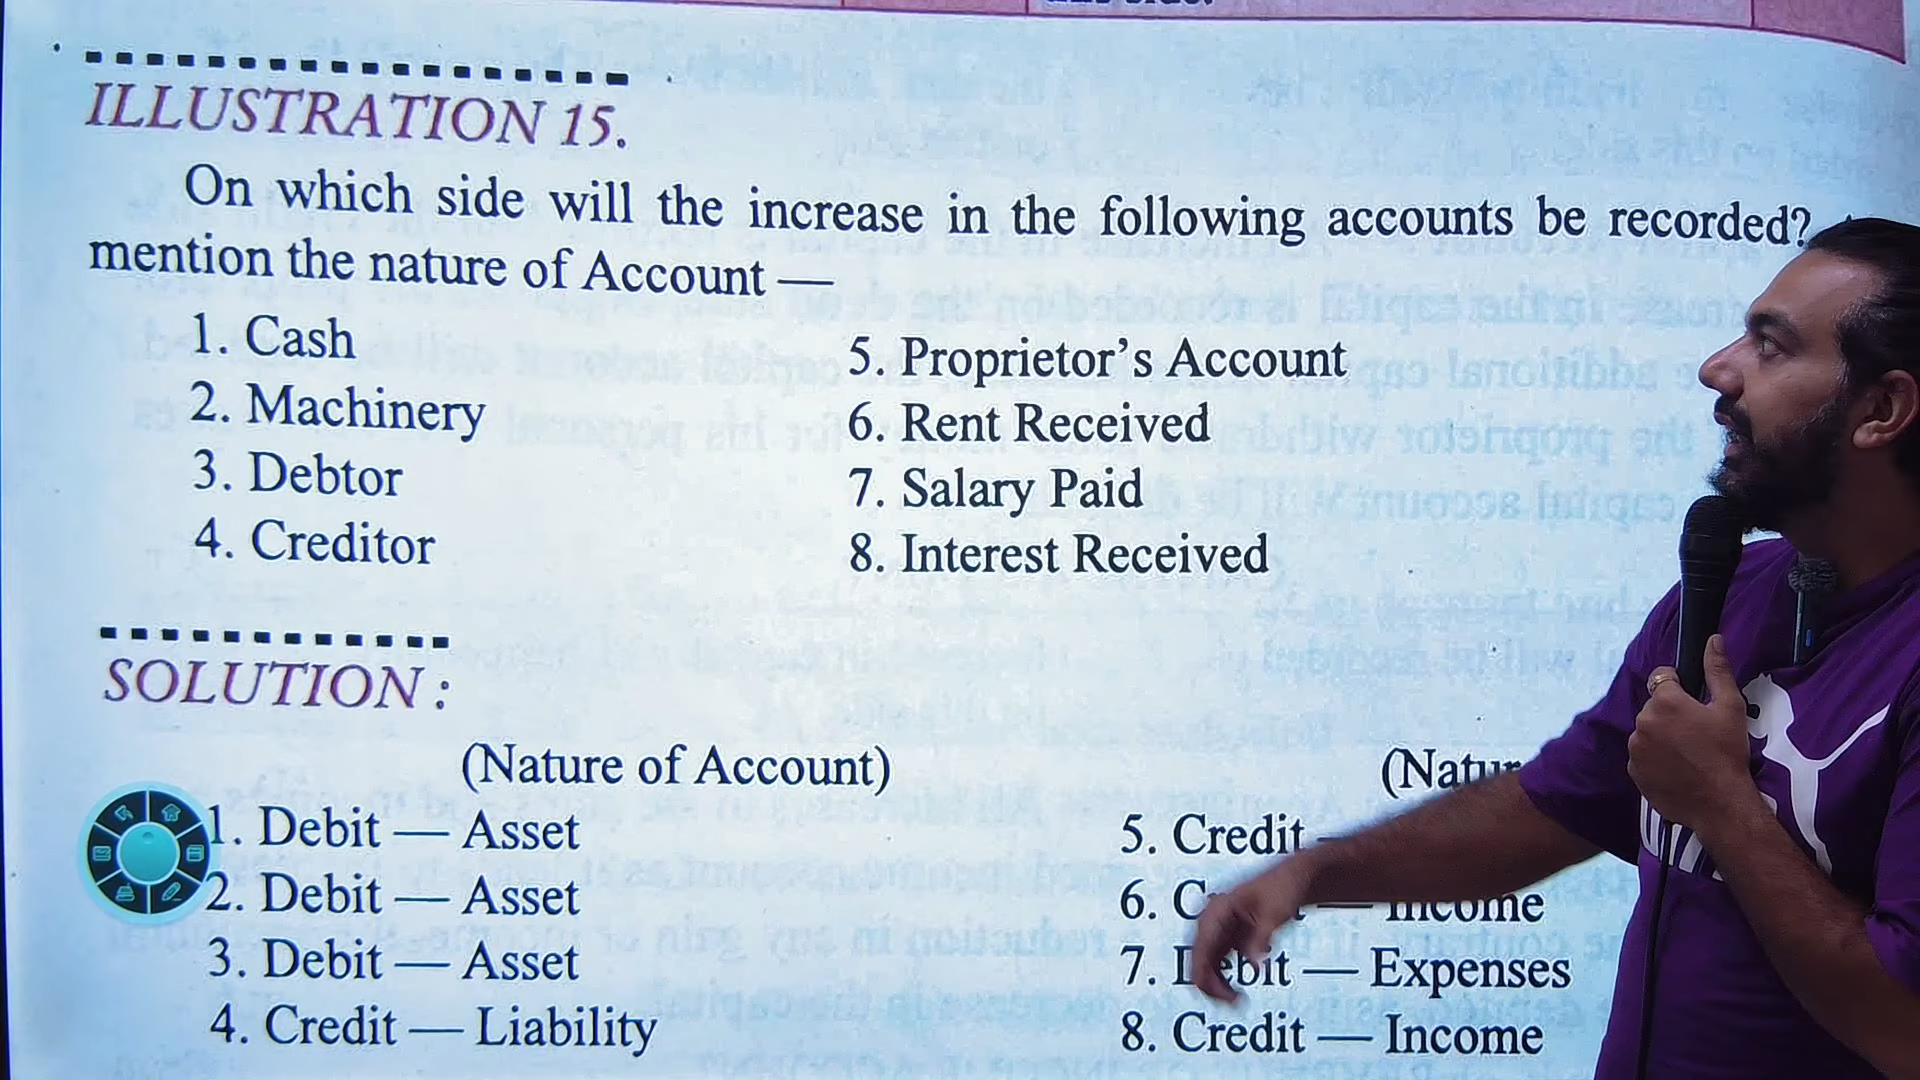 ILLUSTRATION 15.
On which side will the increase in the following accounts be recorded?
mention the nature of Account —
1. Cash
2. Machinery
3. Debtor
4. Creditor
5. Proprietor's Account
6. Rent Received
7. Salary Paid
8. Interest Received
SOLUTION :
(Nature of Account)
1. Debit — Asset
2. Debit — Asset
3. Debit — Asset
4. Credit — Liability
5. Credit —
6. — Income
7. Debit — Expenses
8. Credit — Income